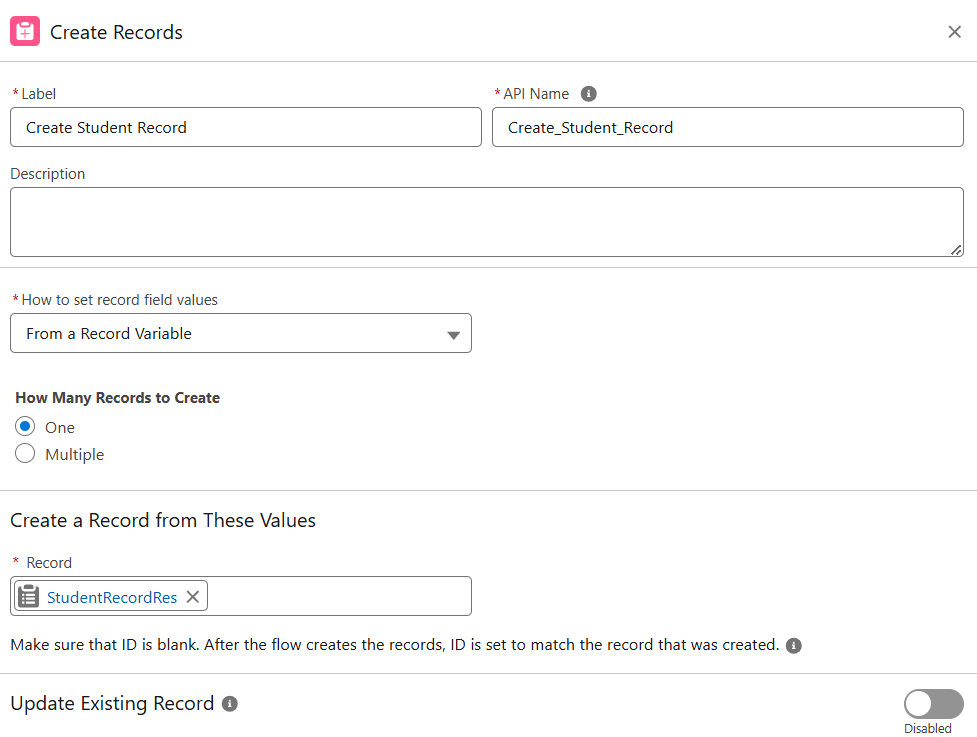 Create Records
*Label
*API Name
Create Student Record
Create_Student_Record
Description
*How to set record field values
From a Record Variable
How Many Records to Create
One
Multiple
Create a Record from These Values
* Record
StudentRecordRes
Make sure that ID is blank. After the flow creates the records, ID is set to match the record that was created.
Update Existing Record
Disabled